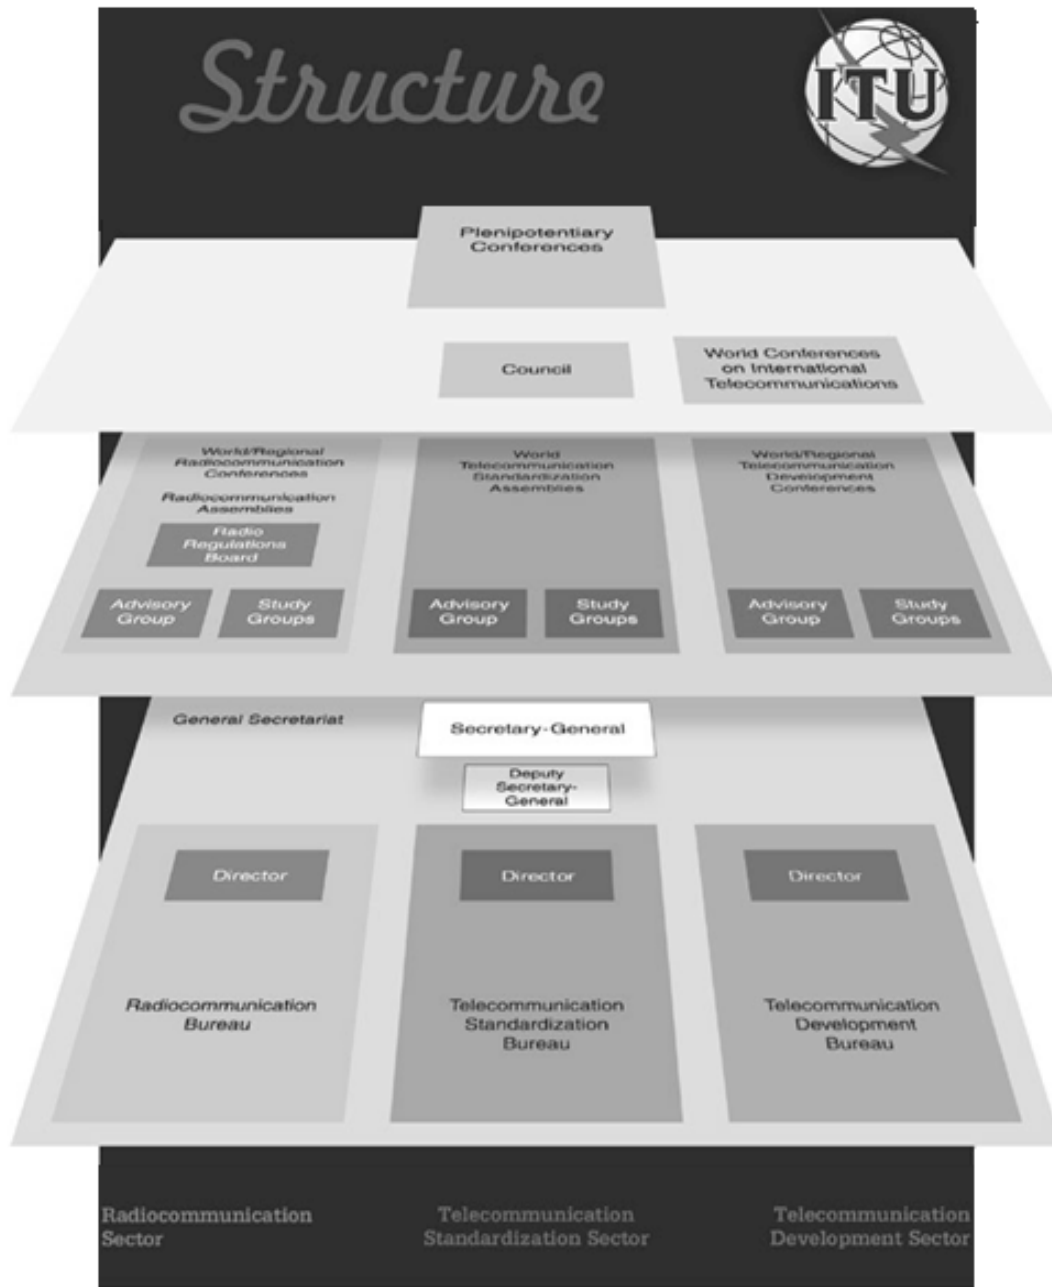 Structure
ITU
Plenipotentiary
Conferences
Council
World Conferences
on International
Telecommunications
World/Regional
Radiocommunication
Conferences
Radiocommunication
Assemblies
Radio
Regulations
Board
Advisory
Group
Study
Groups
World
Telecommunication
Standardization
Assemblies
Advisory
Group
Study
Groups
World/Regional
Telecommunication
Development
Conferences
Advisory
Group
Study
Groups
General Secretariat
Secretary-General
Deputy
Secretary-
General
Director
Radiocommunication
Bureau
Director
Telecommunication
Standardization
Bureau
Director
Telecommunication
Development
Bureau
Radiocommunication
Sector
Telecommunication
Standardization Sector
Telecommunication
Development Sector